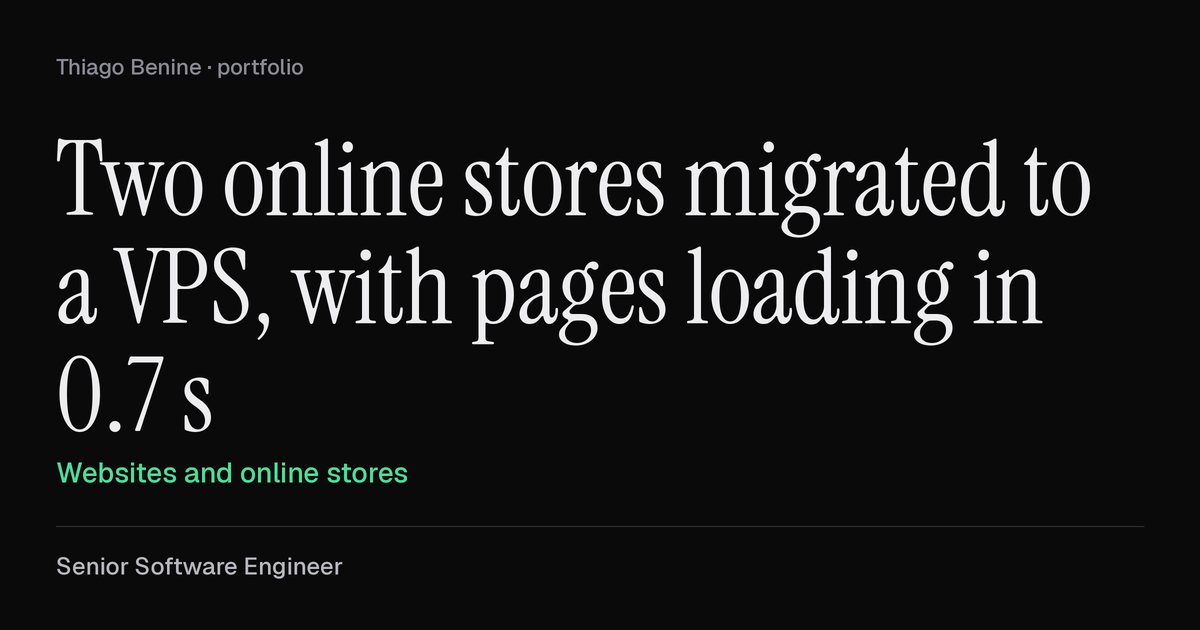 Thiago Benine · portfolio
Two online stores migrated to
a VPS, with pages loading in
0.7 s
Websites and online stores
Senior Software Engineer